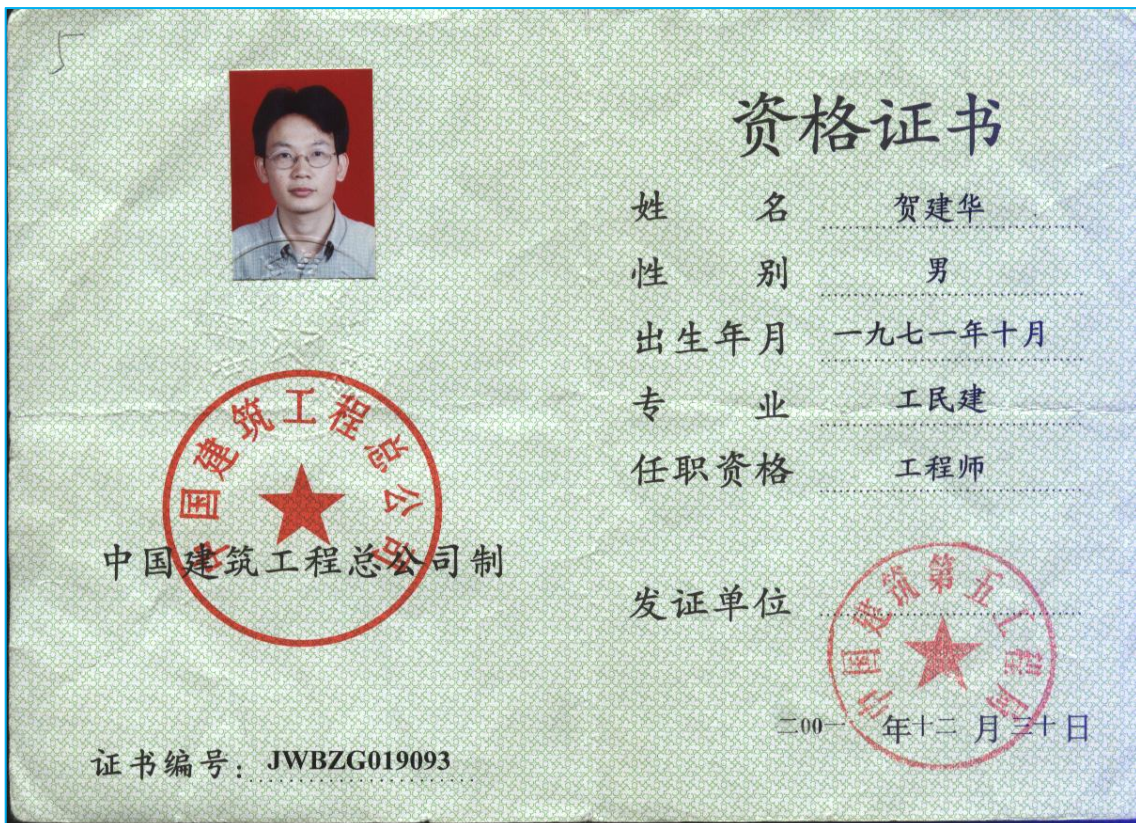 资格证书
姓名 贺建华
性别 男
出生年月 一九七一年十月
专业 工民建
任职资格 工程师
发证单位
中国建筑第五工程局
二00一年十二月三十日
中国建筑工程总公司
中国建筑工程总公司制
证书编号: JWBZG019093